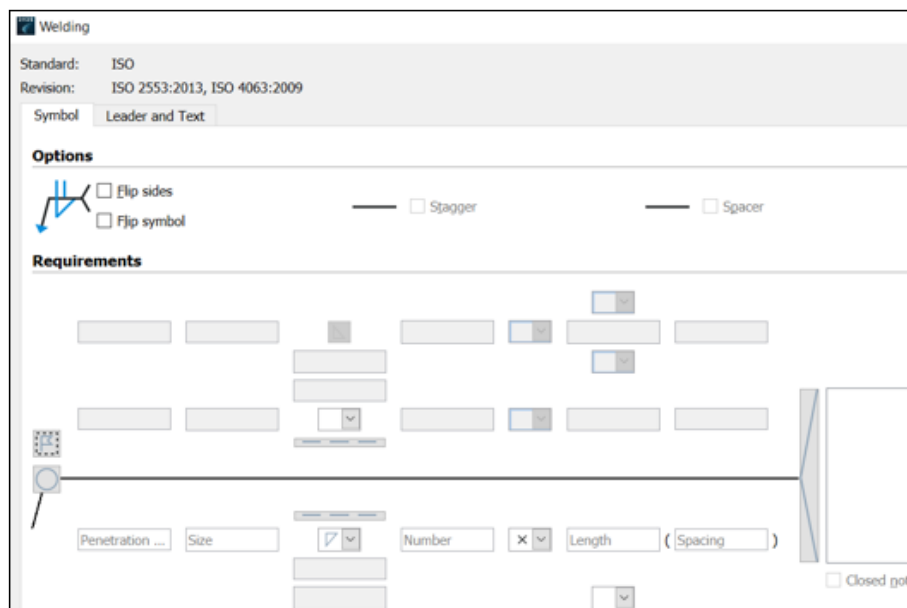 Welding
Standard: ISO
Revision: ISO 2553:2013, ISO 4063:2009
Symbol Leader and Text
Options
Flip sides
Flip symbol
Stagger
Spacer
Requirements
Penetration ... Size Number × Length ( Spacing )
Closed not